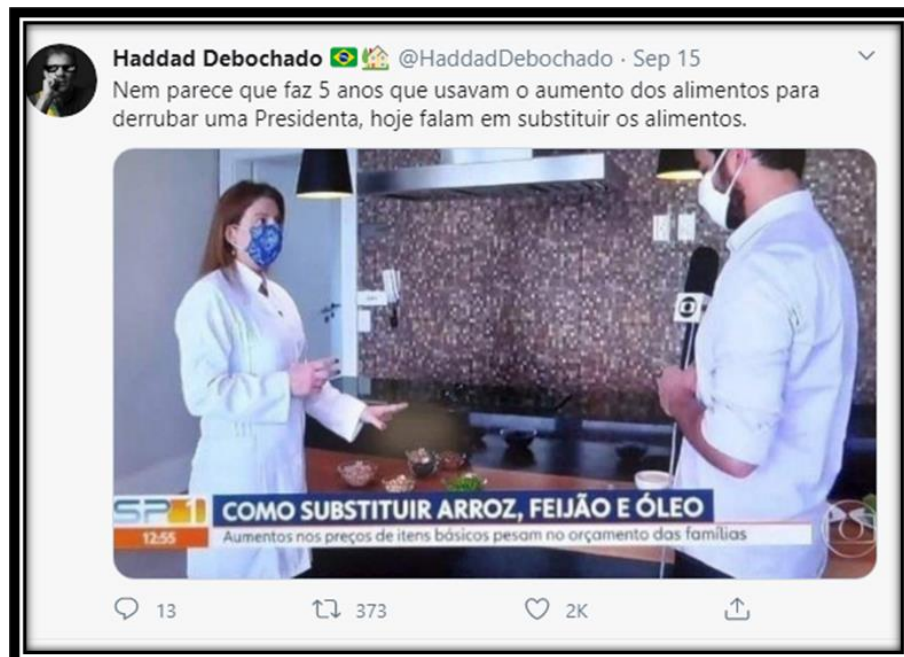 Haddad Debochado 🇧🇷🏡 @HaddadDebochado · Sep 15
Nem parece que faz 5 anos que usavam o aumento dos alimentos para
derrubar uma Presidenta, hoje falam em substituir os alimentos.
SP1 COMO SUBSTITUIR ARROZ, FEIJÃO E ÓLEO
12:55 Aumentos nos preços de itens básicos pesam no orçamento das famílias
13 373 2K